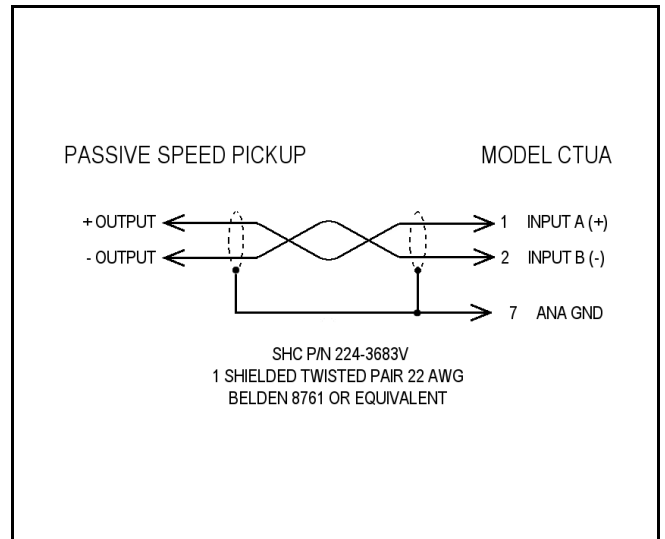 PASSIVE SPEED PICKUP MODEL CTUA
+ OUTPUT 1 INPUT A (+)
- OUTPUT 2 INPUT B (-)
7 ANA GND
SHC P/N 224-3683V
1 SHIELDED TWISTED PAIR 22 AWG
BELDEN 8761 OR EQUIVALENT